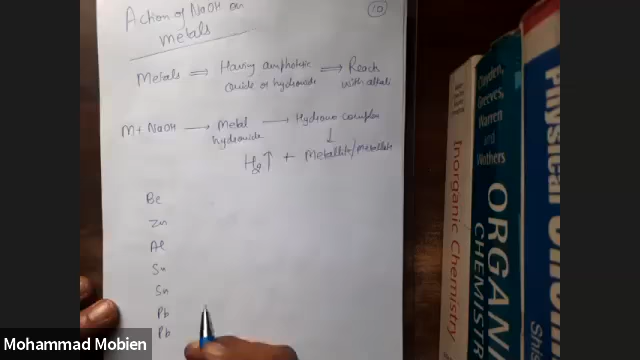 Action of NaOH on
metals
10
Metals ⟹ Having amphoteric ⟹ Reach
oxide or hydroxide with alkali
M + NaOH ⟶ Metal ⟶ Hydroxo complex
hydroxide ↓
H2↑ + Metallite/Metallate
Be
Zn
Al
Sn
Sn
Pb
Pb
Mohammad Mobien
Inorganic Chemistry
Clayden,
Greeves,
Warren
and
Wothers
ORGANIC
CHEMISTRY
Physical